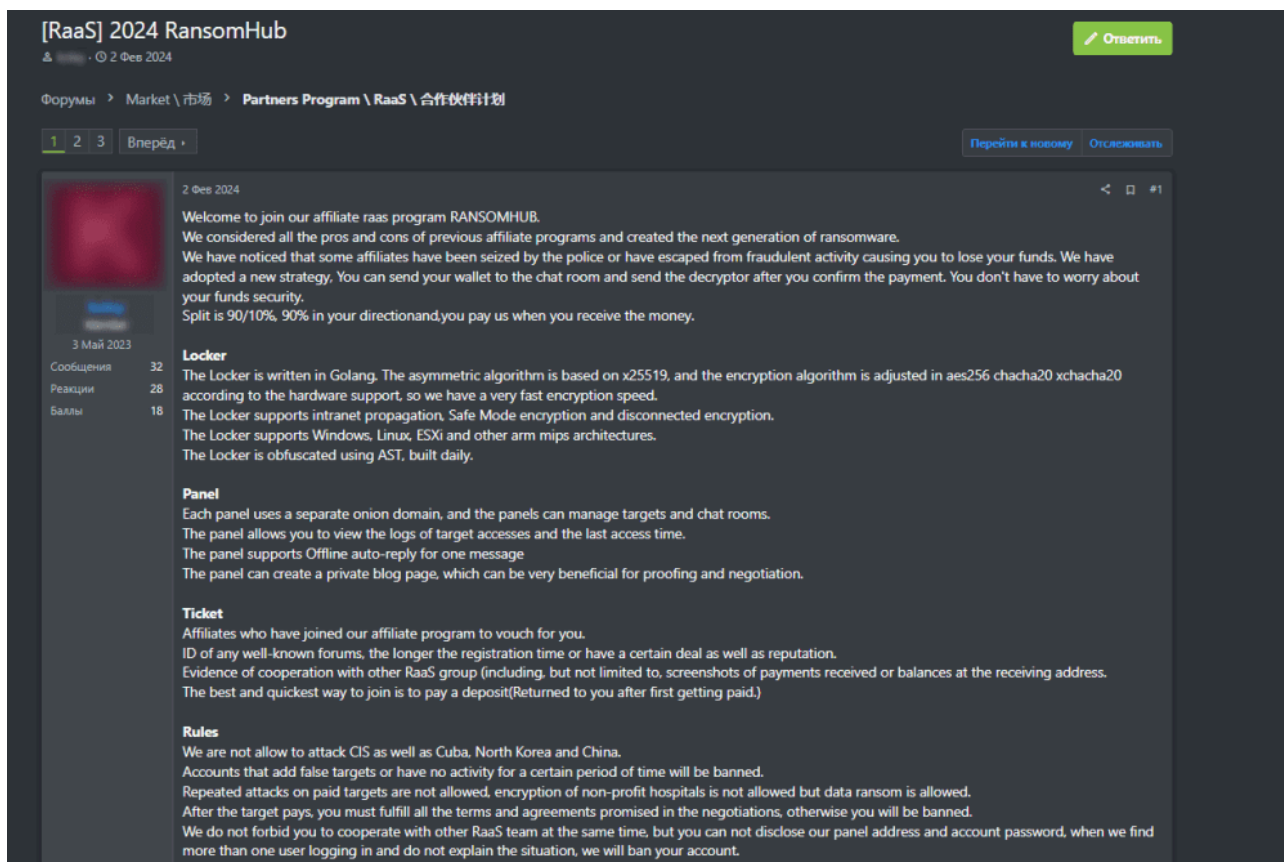 [RaaS] 2024 RansomHub
· 2 Фев 2024
Ответить
Форумы > Market \ 市场 > Partners Program \ RaaS \ 合作伙伴计划
1 2 3 Вперёд
Перейти к новому Отслеживать
2 Фев 2024 #1
Welcome to join our affiliate raas program RANSOMHUB.
We considered all the pros and cons of previous affiliate programs and created the next generation of ransomware.
We have noticed that some affiliates have been seized by the police or have escaped from fraudulent activity causing you to lose your funds. We have
adopted a new strategy, You can send your wallet to the chat room and send the decryptor after you confirm the payment. You don't have to worry about
your funds security.
Split is 90/10%, 90% in your directionand,you pay us when you receive the money.
3 Май 2023
Сообщения 32
Реакции 28
Баллы 18
Locker
The Locker is written in Golang. The asymmetric algorithm is based on x25519, and the encryption algorithm is adjusted in aes256 chacha20 xchacha20
according to the hardware support, so we have a very fast encryption speed.
The Locker supports intranet propagation, Safe Mode encryption and disconnected encryption.
The Locker supports Windows, Linux, ESXi and other arm mips architectures.
The Locker is obfuscated using AST, built daily.
Panel
Each panel uses a separate onion domain, and the panels can manage targets and chat rooms.
The panel allows you to view the logs of target accesses and the last access time.
The panel supports Offline auto-reply for one message
The panel can create a private blog page, which can be very beneficial for proofing and negotiation.
Ticket
Affiliates who have joined our affiliate program to vouch for you.
ID of any well-known forums, the longer the registration time or have a certain deal as well as reputation.
Evidence of cooperation with other RaaS group (including, but not limited to, screenshots of payments received or balances at the receiving address.
The best and quickest way to join is to pay a deposit(Returned to you after first getting paid.)
Rules
We are not allow to attack CIS as well as Cuba, North Korea and China.
Accounts that add false targets or have no activity for a certain period of time will be banned.
Repeated attacks on paid targets are not allowed, encryption of non-profit hospitals is not allowed but data ransom is allowed.
After the target pays, you must fulfill all the terms and agreements promised in the negotiations, otherwise you will be banned.
We do not forbid you to cooperate with other RaaS team at the same time, but you can not disclose our panel address and account password, when we find
more than one user logging in and do not explain the situation, we will ban your account.